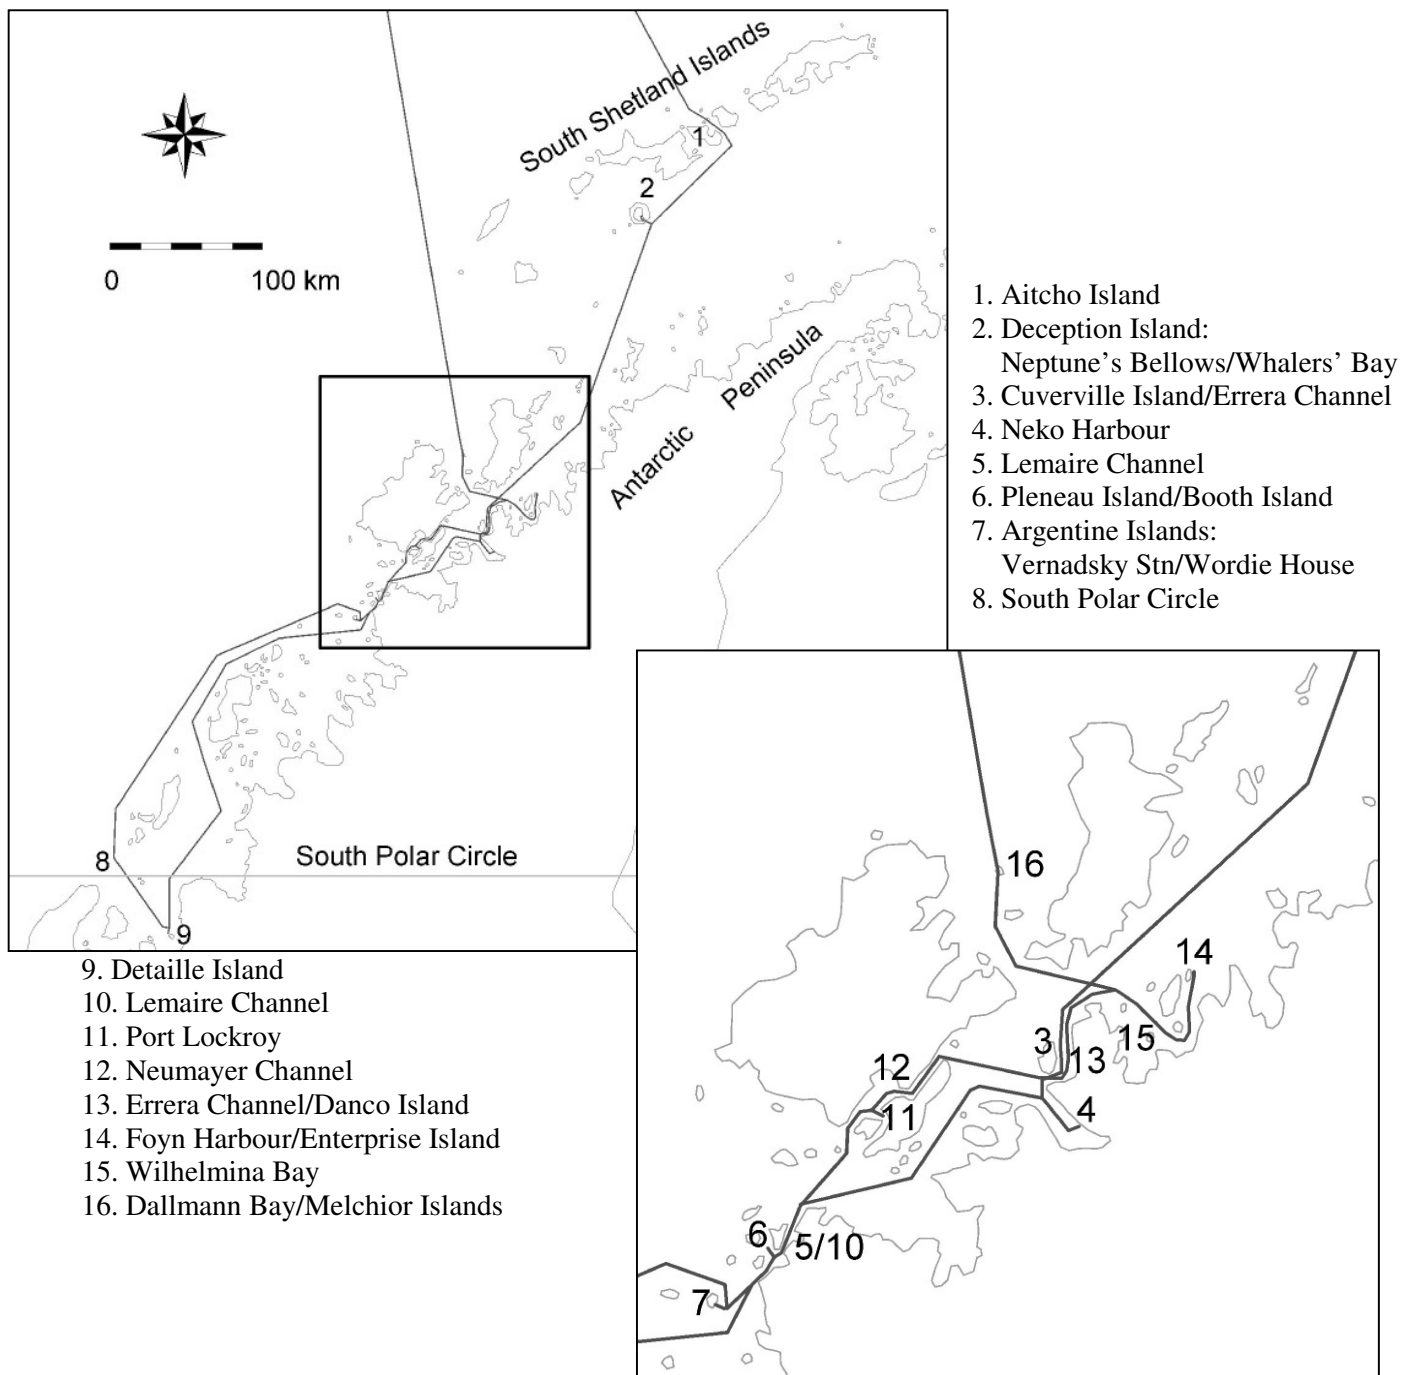 South Shetland Islands
1
2
0 100 km
Antarctic Peninsula
South Polar Circle
8
9
1. Aitcho Island
2. Deception Island:
Neptune's Bellows/Whalers' Bay
3. Cuverville Island/Errera Channel
4. Neko Harbour
5. Lemaire Channel
6. Pleneau Island/Booth Island
7. Argentine Islands:
Vernadsky Stn/Wordie House
8. South Polar Circle
9. Detaille Island
10. Lemaire Channel
11. Port Lockroy
12. Neumayer Channel
13. Errera Channel/Danco Island
14. Foyn Harbour/Enterprise Island
15. Wilhelmina Bay
16. Dallmann Bay/Melchior Islands
16
14
3
15
13
12
11
4
6
5/10
7